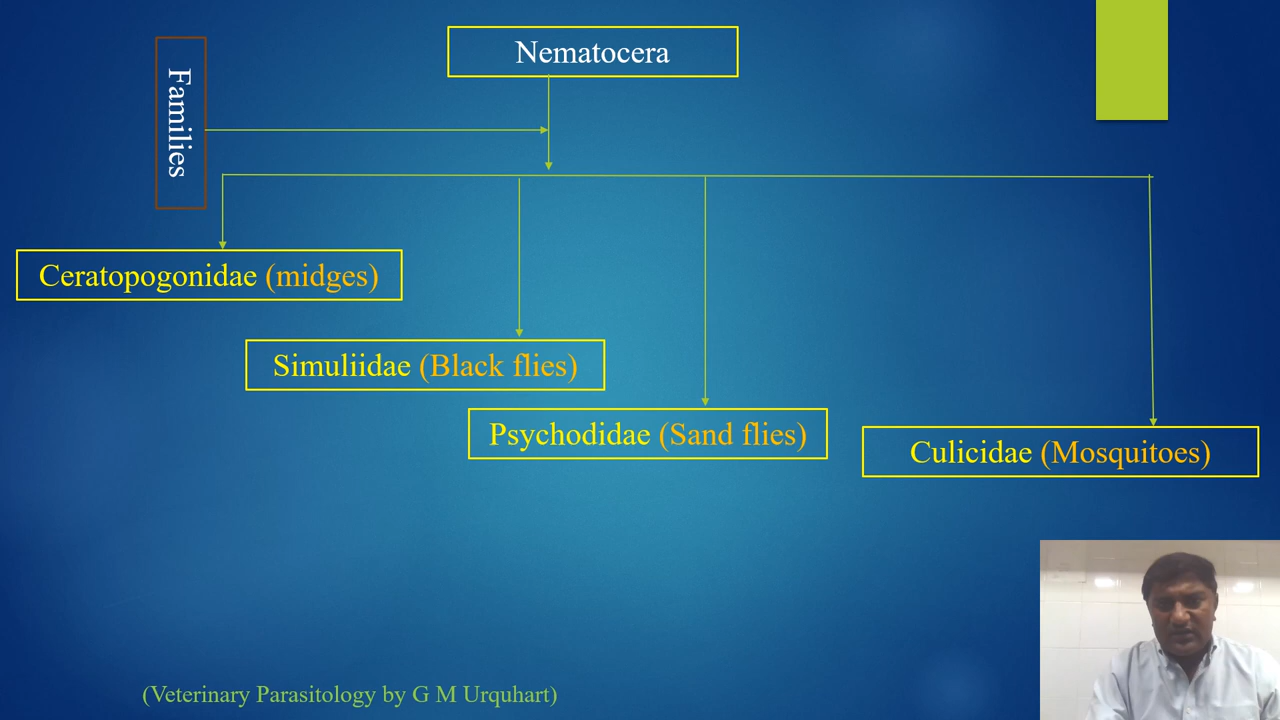 Nematocera
Families
Ceratopogonidae (midges)
Simuliidae (Black flies)
Psychodidae (Sand flies)
Culicidae (Mosquitoes)
(Veterinary Parasitology by G M Urquhart)